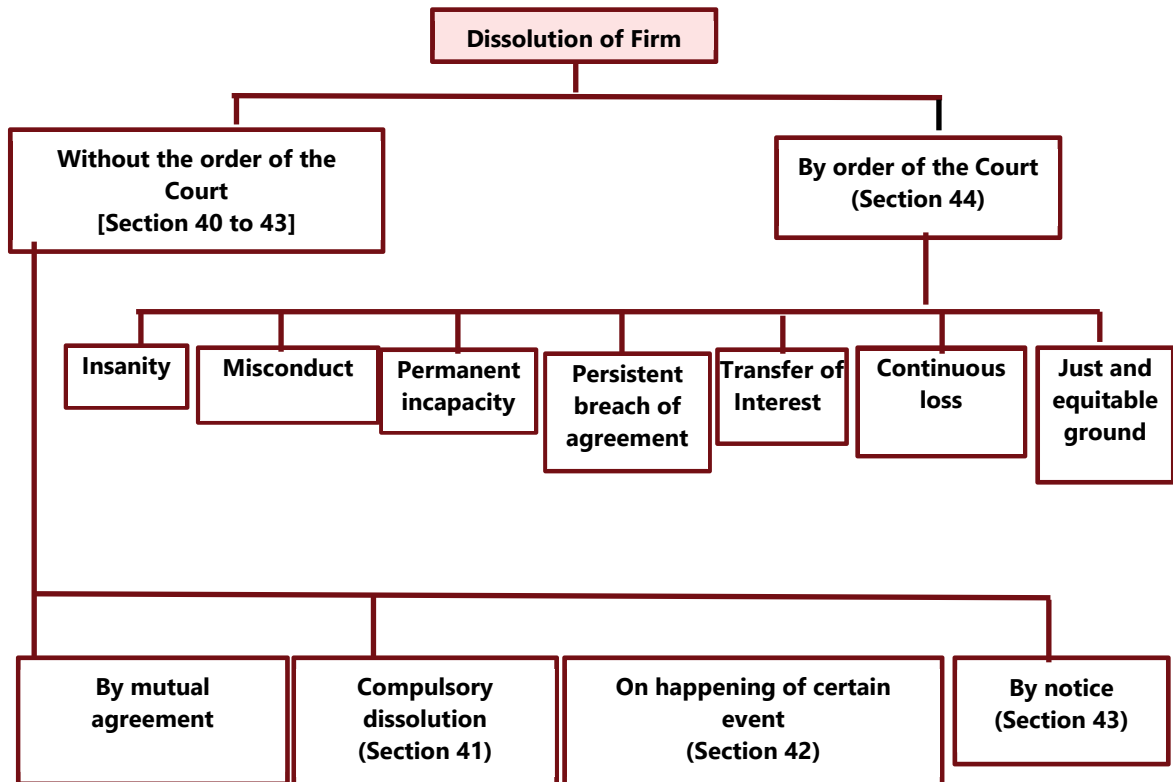 Dissolution of Firm
Without the order of the
Court
[Section 40 to 43]
By order of the Court
(Section 44)
Insanity
Misconduct
Permanent
incapacity
Persistent
breach of
agreement
Transfer of
Interest
Continuous
loss
Just and
equitable
ground
By mutual
agreement
Compulsory
dissolution
(Section 41)
On happening of certain
event
(Section 42)
By notice
(Section 43)